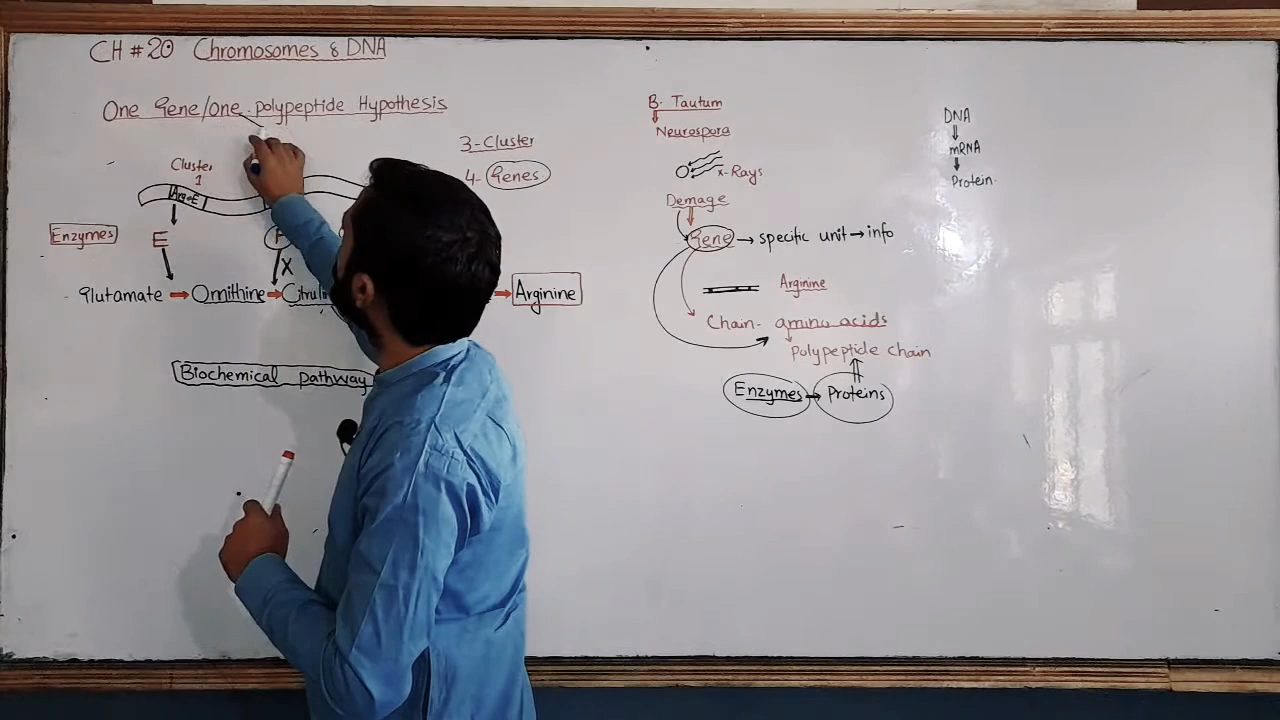 CH # 20 Chromosomes & DNA
One Gene/One polypeptide Hypothesis
Cluster
1
Arg-E
Enzymes
E
F
X
Glutamate → Ornithine → Citrulin → Arginine
Biochemical pathway
3-Cluster
4- Genes
B. Tautum
Neurospora
X-Rays
Demage
Gene → specific unit → info
Arginine
Chain- amino acids
Polypeptide chain
Enzymes → Proteins
DNA
mRNA
Protein